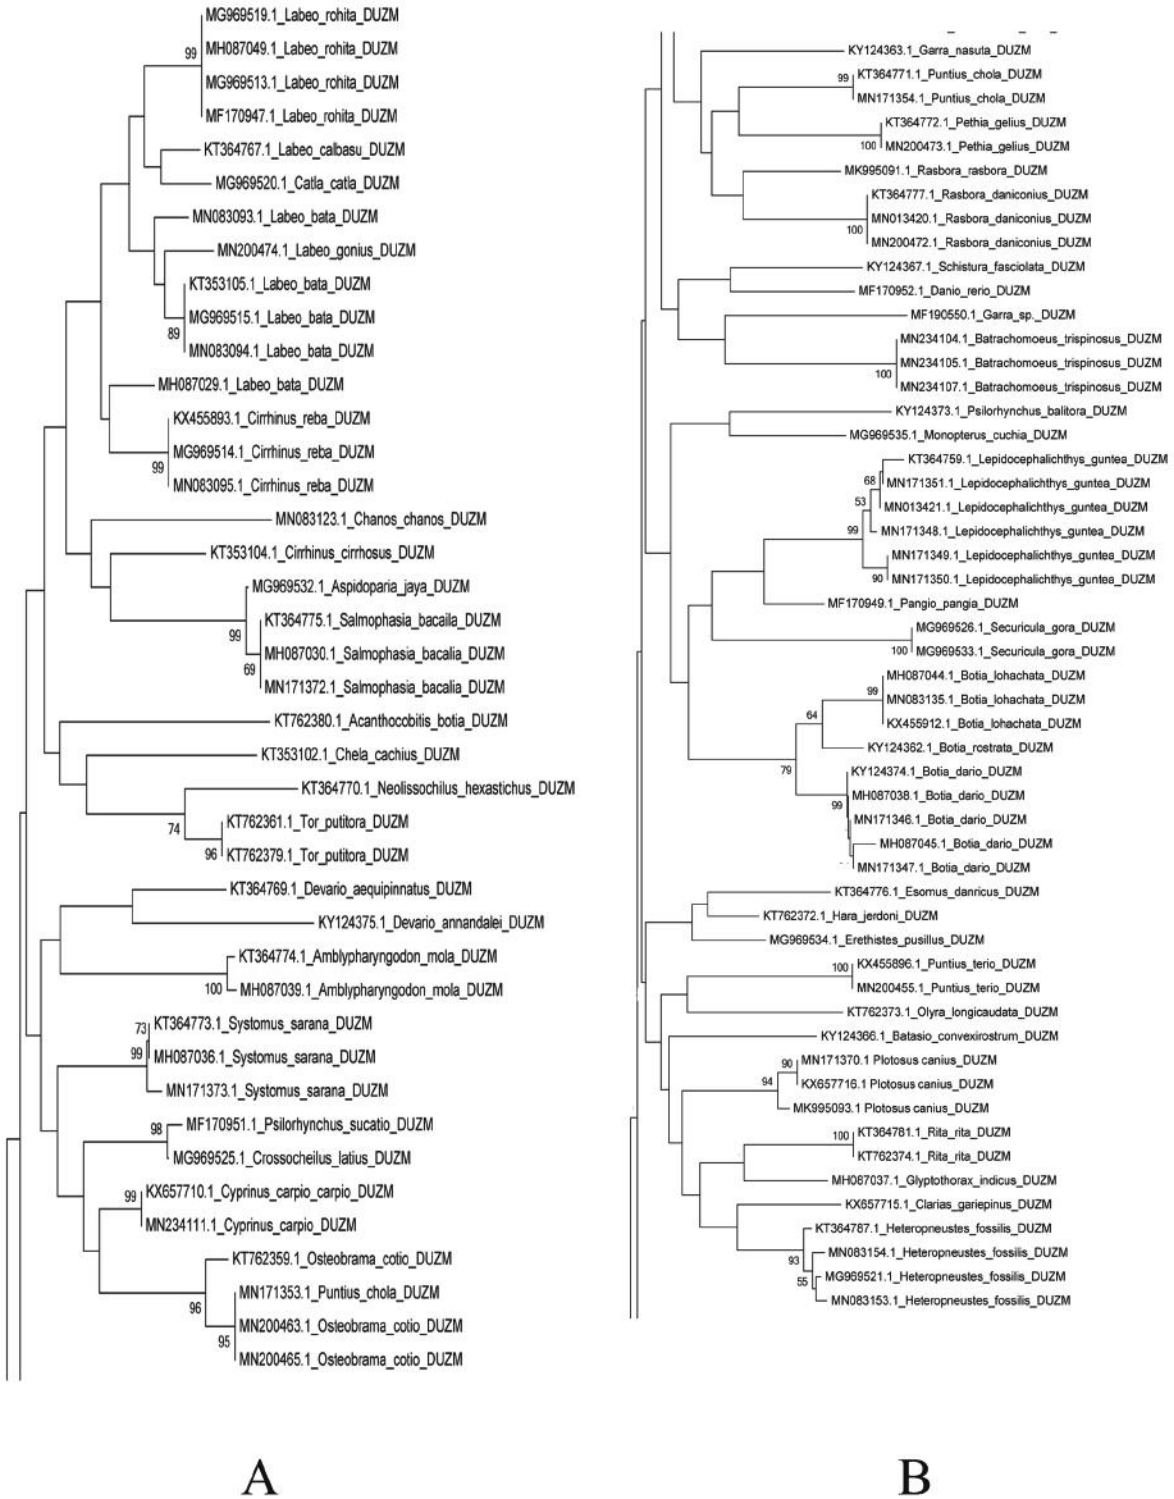 MG969519.1_Labeo_rohita_DUZM
99
MH087049.1_Labeo_rohita_DUZM
MG969513.1_Labeo_rohita_DUZM
MF170947.1_Labeo_rohita_DUZM
KT364767.1_Labeo_calbasu_DUZM
MG969520.1_Catla_catla_DUZM
MN083093.1_Labeo_bata_DUZM
MN200474.1_Labeo_gonius_DUZM
KT353105.1_Labeo_bata_DUZM
MG969515.1_Labeo_bata_DUZM
89
MN083094.1_Labeo_bata_DUZM
MH087029.1_Labeo_bata_DUZM
KX455893.1_Cirrhinus_reba_DUZM
MG969514.1_Cirrhinus_reba_DUZM
99
MN083095.1_Cirrhinus_reba_DUZM
MN083123.1_Chanos_chanos_DUZM
KT353104.1_Cirrhinus_cirrhosus_DUZM
MG969532.1_Aspidoparia_jaya_DUZM
KT364775.1_Salmophasia_bacaila_DUZM
99
MH087030.1_Salmophasia_bacalia_DUZM
69
MN171372.1_Salmophasia_bacalia_DUZM
KT762380.1_Acanthocobitis_botia_DUZM
KT353102.1_Chela_cachius_DUZM
KT364770.1_Neolissochilus_hexastichus_DUZM
74
KT762361.1_Tor_putitora_DUZM
96
KT762379.1_Tor_putitora_DUZM
KT364769.1_Devario_aequipinnatus_DUZM
KY124375.1_Devario_annandalei_DUZM
KT364774.1_Amblypharyngodon_mola_DUZM
100
MH087039.1_Amblypharyngodon_mola_DUZM
73
KT364773.1_Systomus_sarana_DUZM
99
MH087036.1_Systomus_sarana_DUZM
MN171373.1_Systomus_sarana_DUZM
98
MF170951.1_Psilorhynchus_sucatio_DUZM
MG969525.1_Crossocheilus_latius_DUZM
99
KX657710.1_Cyprinus_carpio_carpio_DUZM
MN234111.1_Cyprinus_carpio_DUZM
KT762359.1_Osteobrama_cotio_DUZM
96
MN171353.1_Puntius_chola_DUZM
MN200463.1_Osteobrama_cotio_DUZM
95
MN200465.1_Osteobrama_cotio_DUZM
A
KY124363.1_Garra_nasuta_DUZM
99
KT364771.1_Puntius_chola_DUZM
MN171354.1_Puntius_chola_DUZM
KT364772.1_Pethia_gelius_DUZM
100
MN200473.1_Pethia_gelius_DUZM
MK995091.1_Rasbora_rasbora_DUZM
KT364777.1_Rasbora_daniconius_DUZM
MN013420.1_Rasbora_daniconius_DUZM
100
MN200472.1_Rasbora_daniconius_DUZM
KY124367.1_Schistura_fasciolata_DUZM
MF170952.1_Danio_rerio_DUZM
MF190550.1_Garra_sp._DUZM
MN234104.1_Batrachomoeus_trispinosus_DUZM
MN234105.1_Batrachomoeus_trispinosus_DUZM
100
MN234107.1_Batrachomoeus_trispinosus_DUZM
KY124373.1_Psilorhynchus_balitora_DUZM
MG969535.1_Monopterus_cuchia_DUZM
KT364759.1_Lepidocephalichthys_guntea_DUZM
68
MN171351.1_Lepidocephalichthys_guntea_DUZM
53
MN013421.1_Lepidocephalichthys_guntea_DUZM
99
MN171348.1_Lepidocephalichthys_guntea_DUZM
MN171349.1_Lepidocephalichthys_guntea_DUZM
90
MN171350.1_Lepidocephalichthys_guntea_DUZM
MF170949.1_Pangio_pangia_DUZM
MG969526.1_Securicula_gora_DUZM
100
MG969533.1_Securicula_gora_DUZM
MH087044.1_Botia_lohachata_DUZM
99
MN083135.1_Botia_lohachata_DUZM
64
KX455912.1_Botia_lohachata_DUZM
KY124362.1_Botia_rostrata_DUZM
79
KY124374.1_Botia_dario_DUZM
MH087038.1_Botia_dario_DUZM
99
MN171346.1_Botia_dario_DUZM
MH087045.1_Botia_dario_DUZM
MN171347.1_Botia_dario_DUZM
KT364776.1_Esomus_danricus_DUZM
KT762372.1_Hara_jerdoni_DUZM
MG969534.1_Erethistes_pusillus_DUZM
100
KX455896.1_Puntius_terio_DUZM
MN200455.1_Puntius_terio_DUZM
KT762373.1_Olyra_longicaudata_DUZM
KY124366.1_Batasio_convexirostrum_DUZM
90
MN171370.1 Plotosus canius_DUZM
94
KX657716.1 Plotosus canius_DUZM
MK995093.1 Plotosus canius_DUZM
100
KT364781.1_Rita_rita_DUZM
KT762374.1_Rita_rita_DUZM
MH087037.1_Glyptothorax_indicus_DUZM
KX657715.1_Clarias_gariepinus_DUZM
KT364787.1_Heteropneustes_fossilis_DUZM
93
MN083154.1_Heteropneustes_fossilis_DUZM
55
MG969521.1_Heteropneustes_fossilis_DUZM
MN083153.1_Heteropneustes_fossilis_DUZM
B